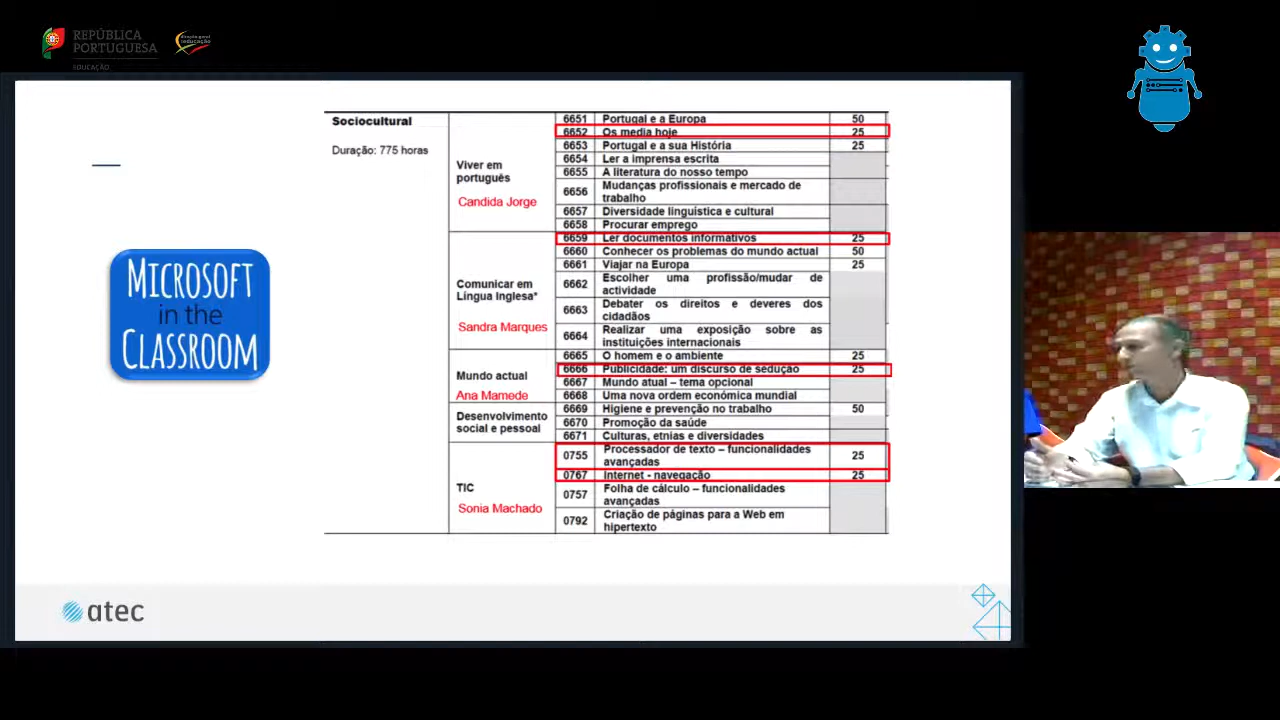 REPÚBLICA
PORTUGUESA
EDUCAÇÃO
MICROSOFT
in the
CLASSROOM
Sociocultural
Duração: 775 horas
Viver em
português
Candida Jorge
6651 Portugal e a Europa 50
6652 Os media hoje 25
6653 Portugal e a sua História 25
6654 Ler a imprensa escrita
6655 A literatura do nosso tempo
6656 Mudanças profissionais e mercado de
trabalho
6657 Diversidade linguística e cultural
6658 Procurar emprego
Comunicar em
Língua Inglesa*
Sandra Marques
6659 Ler documentos informativos 25
6660 Conhecer os problemas do mundo actual 50
6661 Viajar na Europa 25
6662 Escolher uma profissão/mudar de
actividade
6663 Debater os direitos e deveres dos
cidadãos
6664 Realizar uma exposição sobre as
instituições internacionais
Mundo actual
Ana Mamede
6665 O homem e o ambiente 25
6666 Publicidade: um discurso de sedução 25
6667 Mundo atual – tema opcional
6668 Uma nova ordem económica mundial
Desenvolvimento
social e pessoal
6669 Higiene e prevenção no trabalho 50
6670 Promoção da saúde
6671 Culturas, etnias e diversidades
TIC
Sonia Machado
0755 Processador de texto – funcionalidades
avançadas 25
0767 Internet - navegação 25
0757 Folha de cálculo – funcionalidades
avançadas
0792 Criação de páginas para a Web em
hipertexto
atec